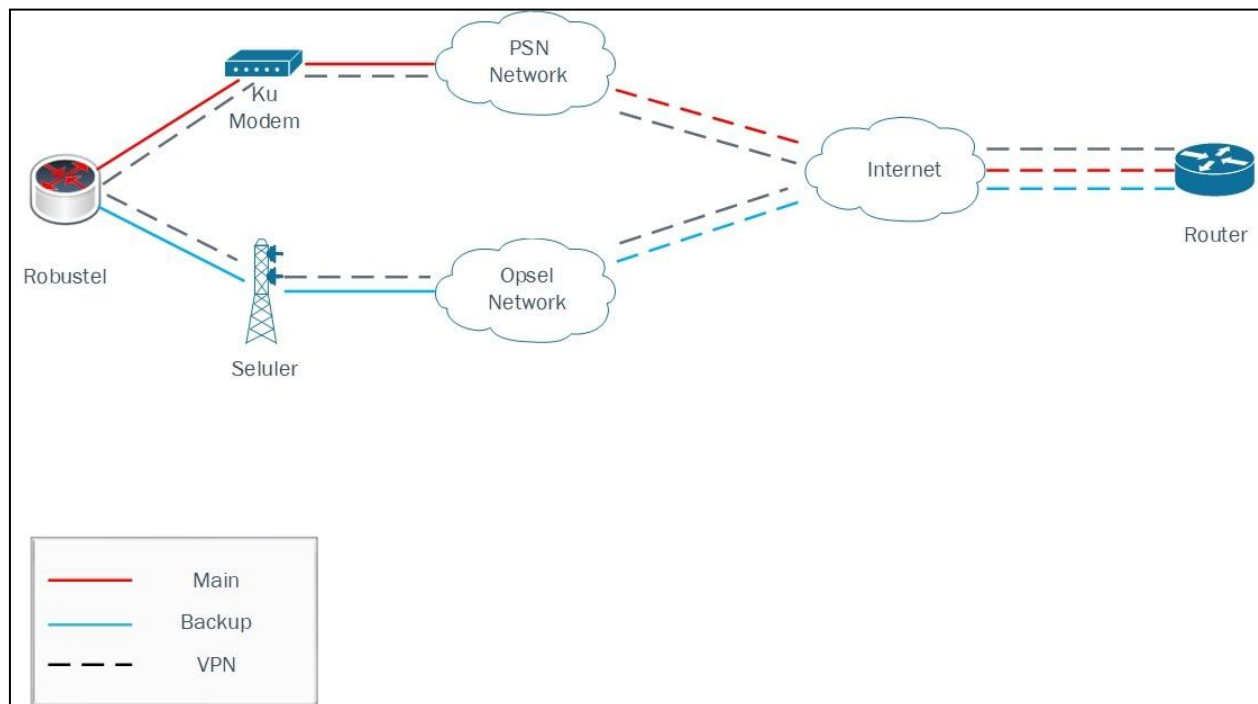 PSN
Network
Ku
Modem
Internet
Robustel
Router
Opsel
Network
Seluler
Main
Backup
VPN